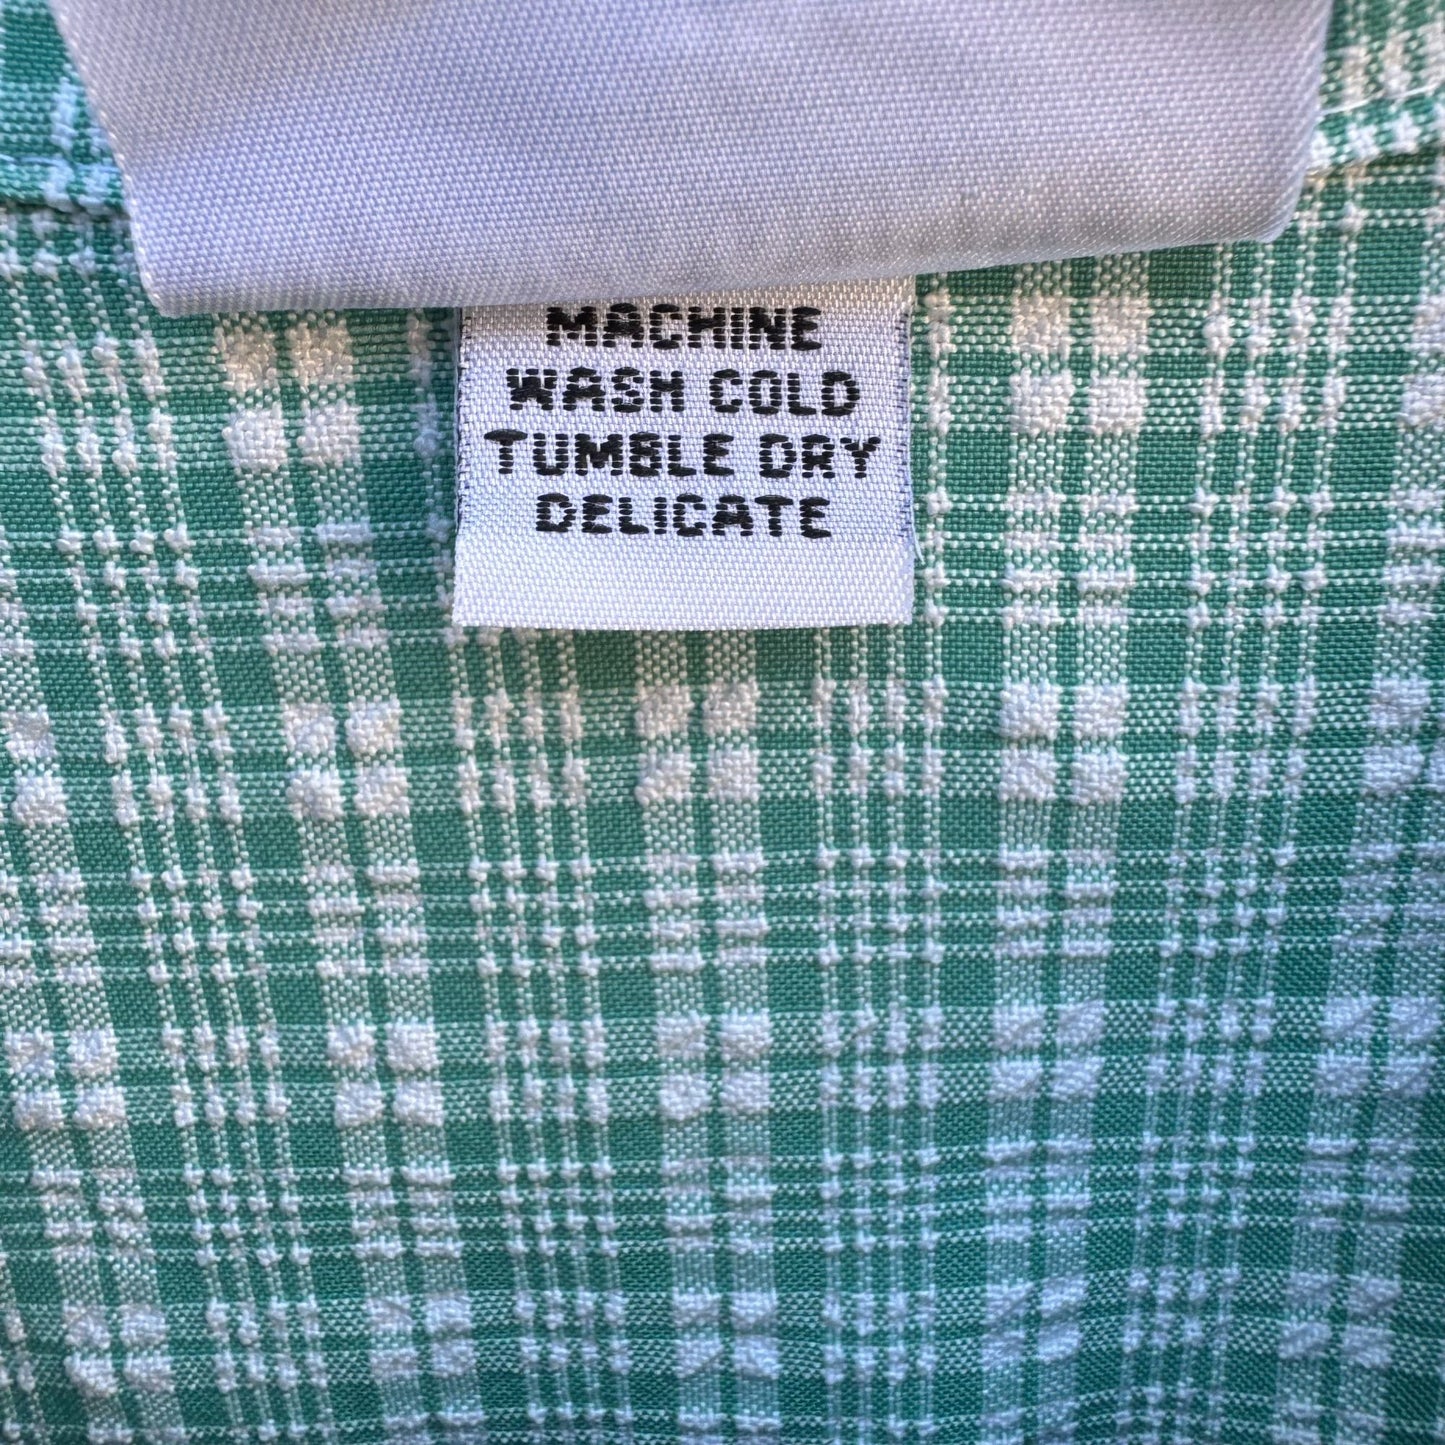 MACHINE
WASH COLD
TUMBLE DRY
DELICATE